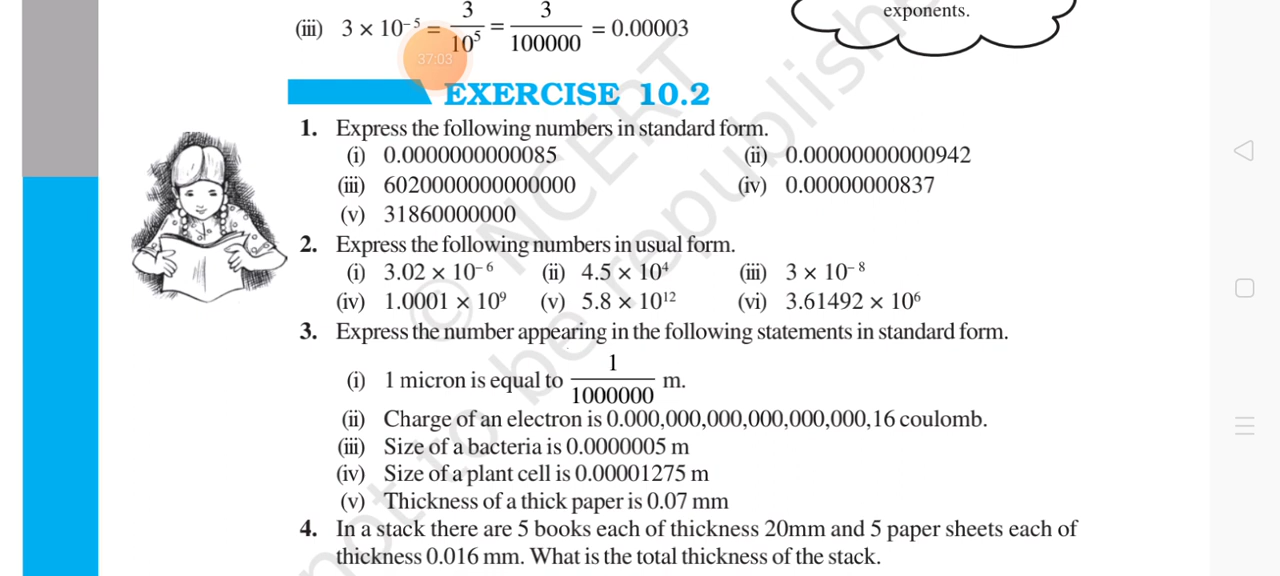 (iii) 3 × 10⁻⁵ = 3/10⁵ = 3/100000 = 0.00003
exponents.
37:03
EXERCISE 10.2
1. Express the following numbers in standard form.
(i) 0.0000000000085 (ii) 0.00000000000942
(iii) 6020000000000000 (iv) 0.00000000837
(v) 31860000000
2. Express the following numbers in usual form.
(i) 3.02 × 10⁻⁶ (ii) 4.5 × 10⁴ (iii) 3 × 10⁻⁸
(iv) 1.0001 × 10⁹ (v) 5.8 × 10¹² (vi) 3.61492 × 10⁶
3. Express the number appearing in the following statements in standard form.
(i) 1 micron is equal to 1/1000000 m.
(ii) Charge of an electron is 0.000,000,000,000,000,000,16 coulomb.
(iii) Size of a bacteria is 0.0000005 m
(iv) Size of a plant cell is 0.00001275 m
(v) Thickness of a thick paper is 0.07 mm
4. In a stack there are 5 books each of thickness 20mm and 5 paper sheets each of
thickness 0.016 mm. What is the total thickness of the stack.
© NCERT
not to be republish